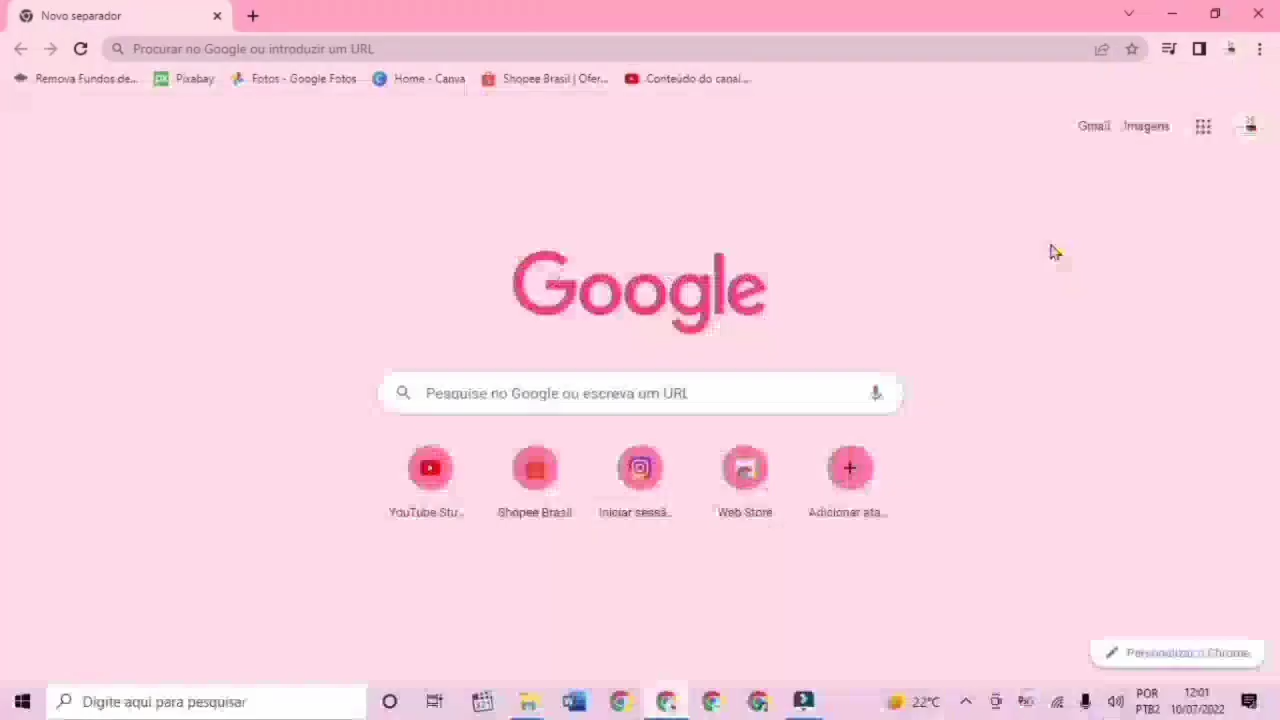 Novo separador
Procurar no Google ou introduzir um URL
Remova Fundos de... Pixabay Fotos - Google Fotos Home - Canva Shopee Brasil | Ofer... Conteúdo do canal...
Gmail Imagens
Google
Pesquise no Google ou escreva um URL
YouTube Stu... Shopee Brasil Iniciar sessã... Web Store Adicionar ata...
Personalizar o Chrome
Digite aqui para pesquisar 22°C POR 12:01
PTB2 10/07/2022